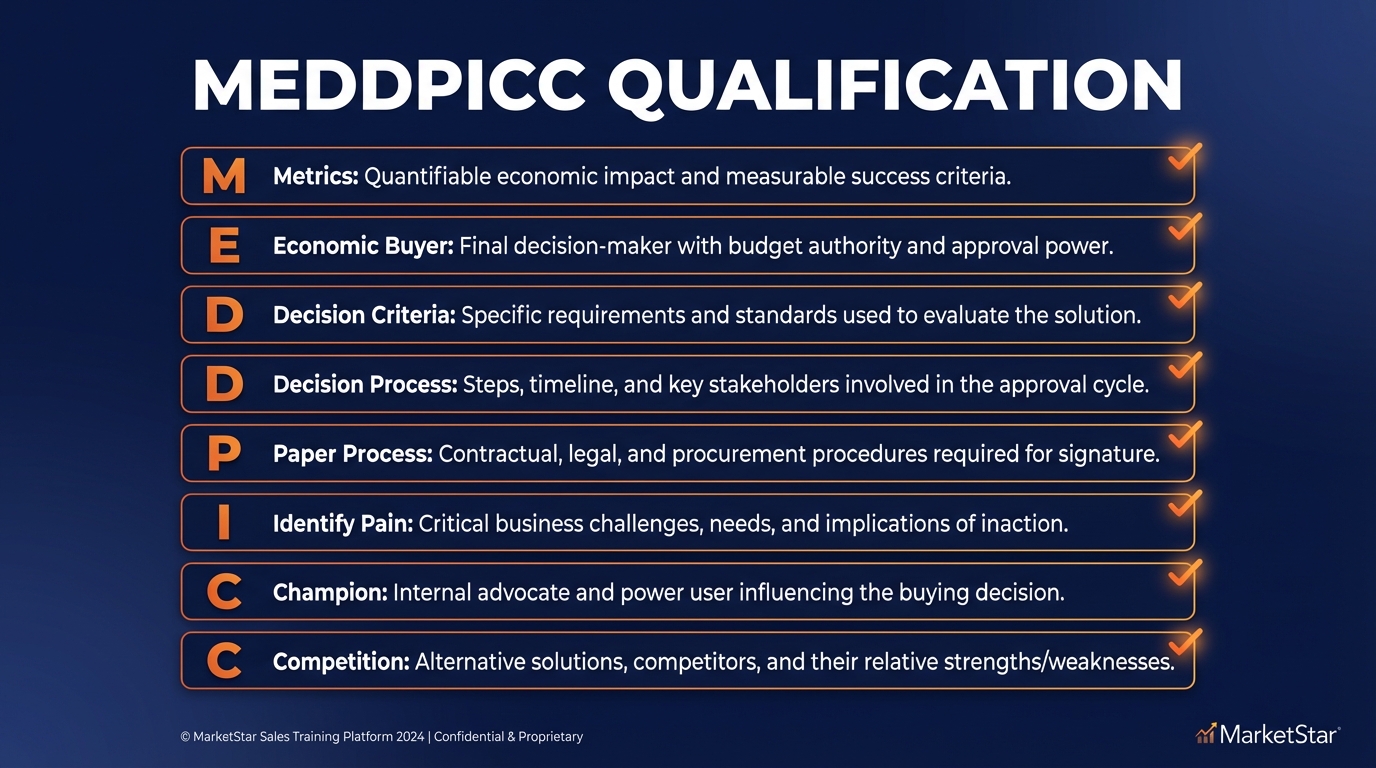 MEDDPICC QUALIFICATION
M Metrics: Quantifiable economic impact and measurable success criteria.
E Economic Buyer: Final decision-maker with budget authority and approval power.
D Decision Criteria: Specific requirements and standards used to evaluate the solution.
D Decision Process: Steps, timeline, and key stakeholders involved in the approval cycle.
P Paper Process: Contractual, legal, and procurement procedures required for signature.
I Identify Pain: Critical business challenges, needs, and implications of inaction.
C Champion: Internal advocate and power user influencing the buying decision.
C Competition: Alternative solutions, competitors, and their relative strengths/weaknesses.
© MarketStar Sales Training Platform 2024 | Confidential & Proprietary
MarketStar